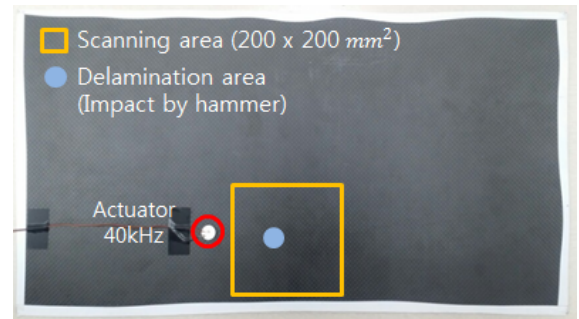 Scanning area (200 x 200 mm²)
Delamination area
(Impact by hammer)
Actuator
40kHz